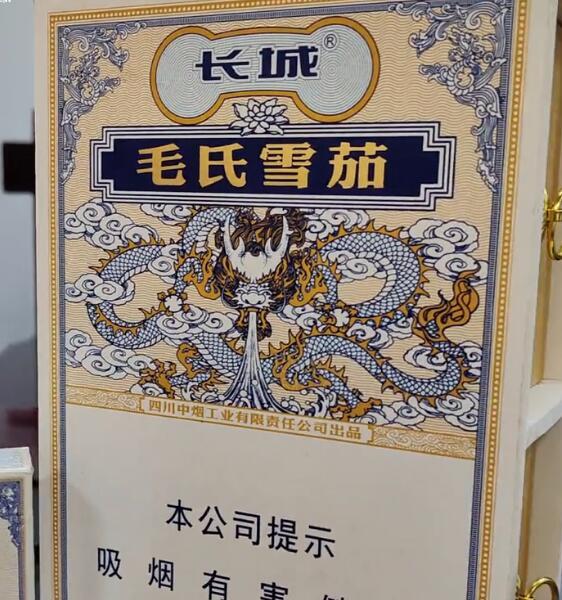 长城®
毛氏雪茄
四川中烟工业有限责任公司出品
本公司提示
吸烟有害